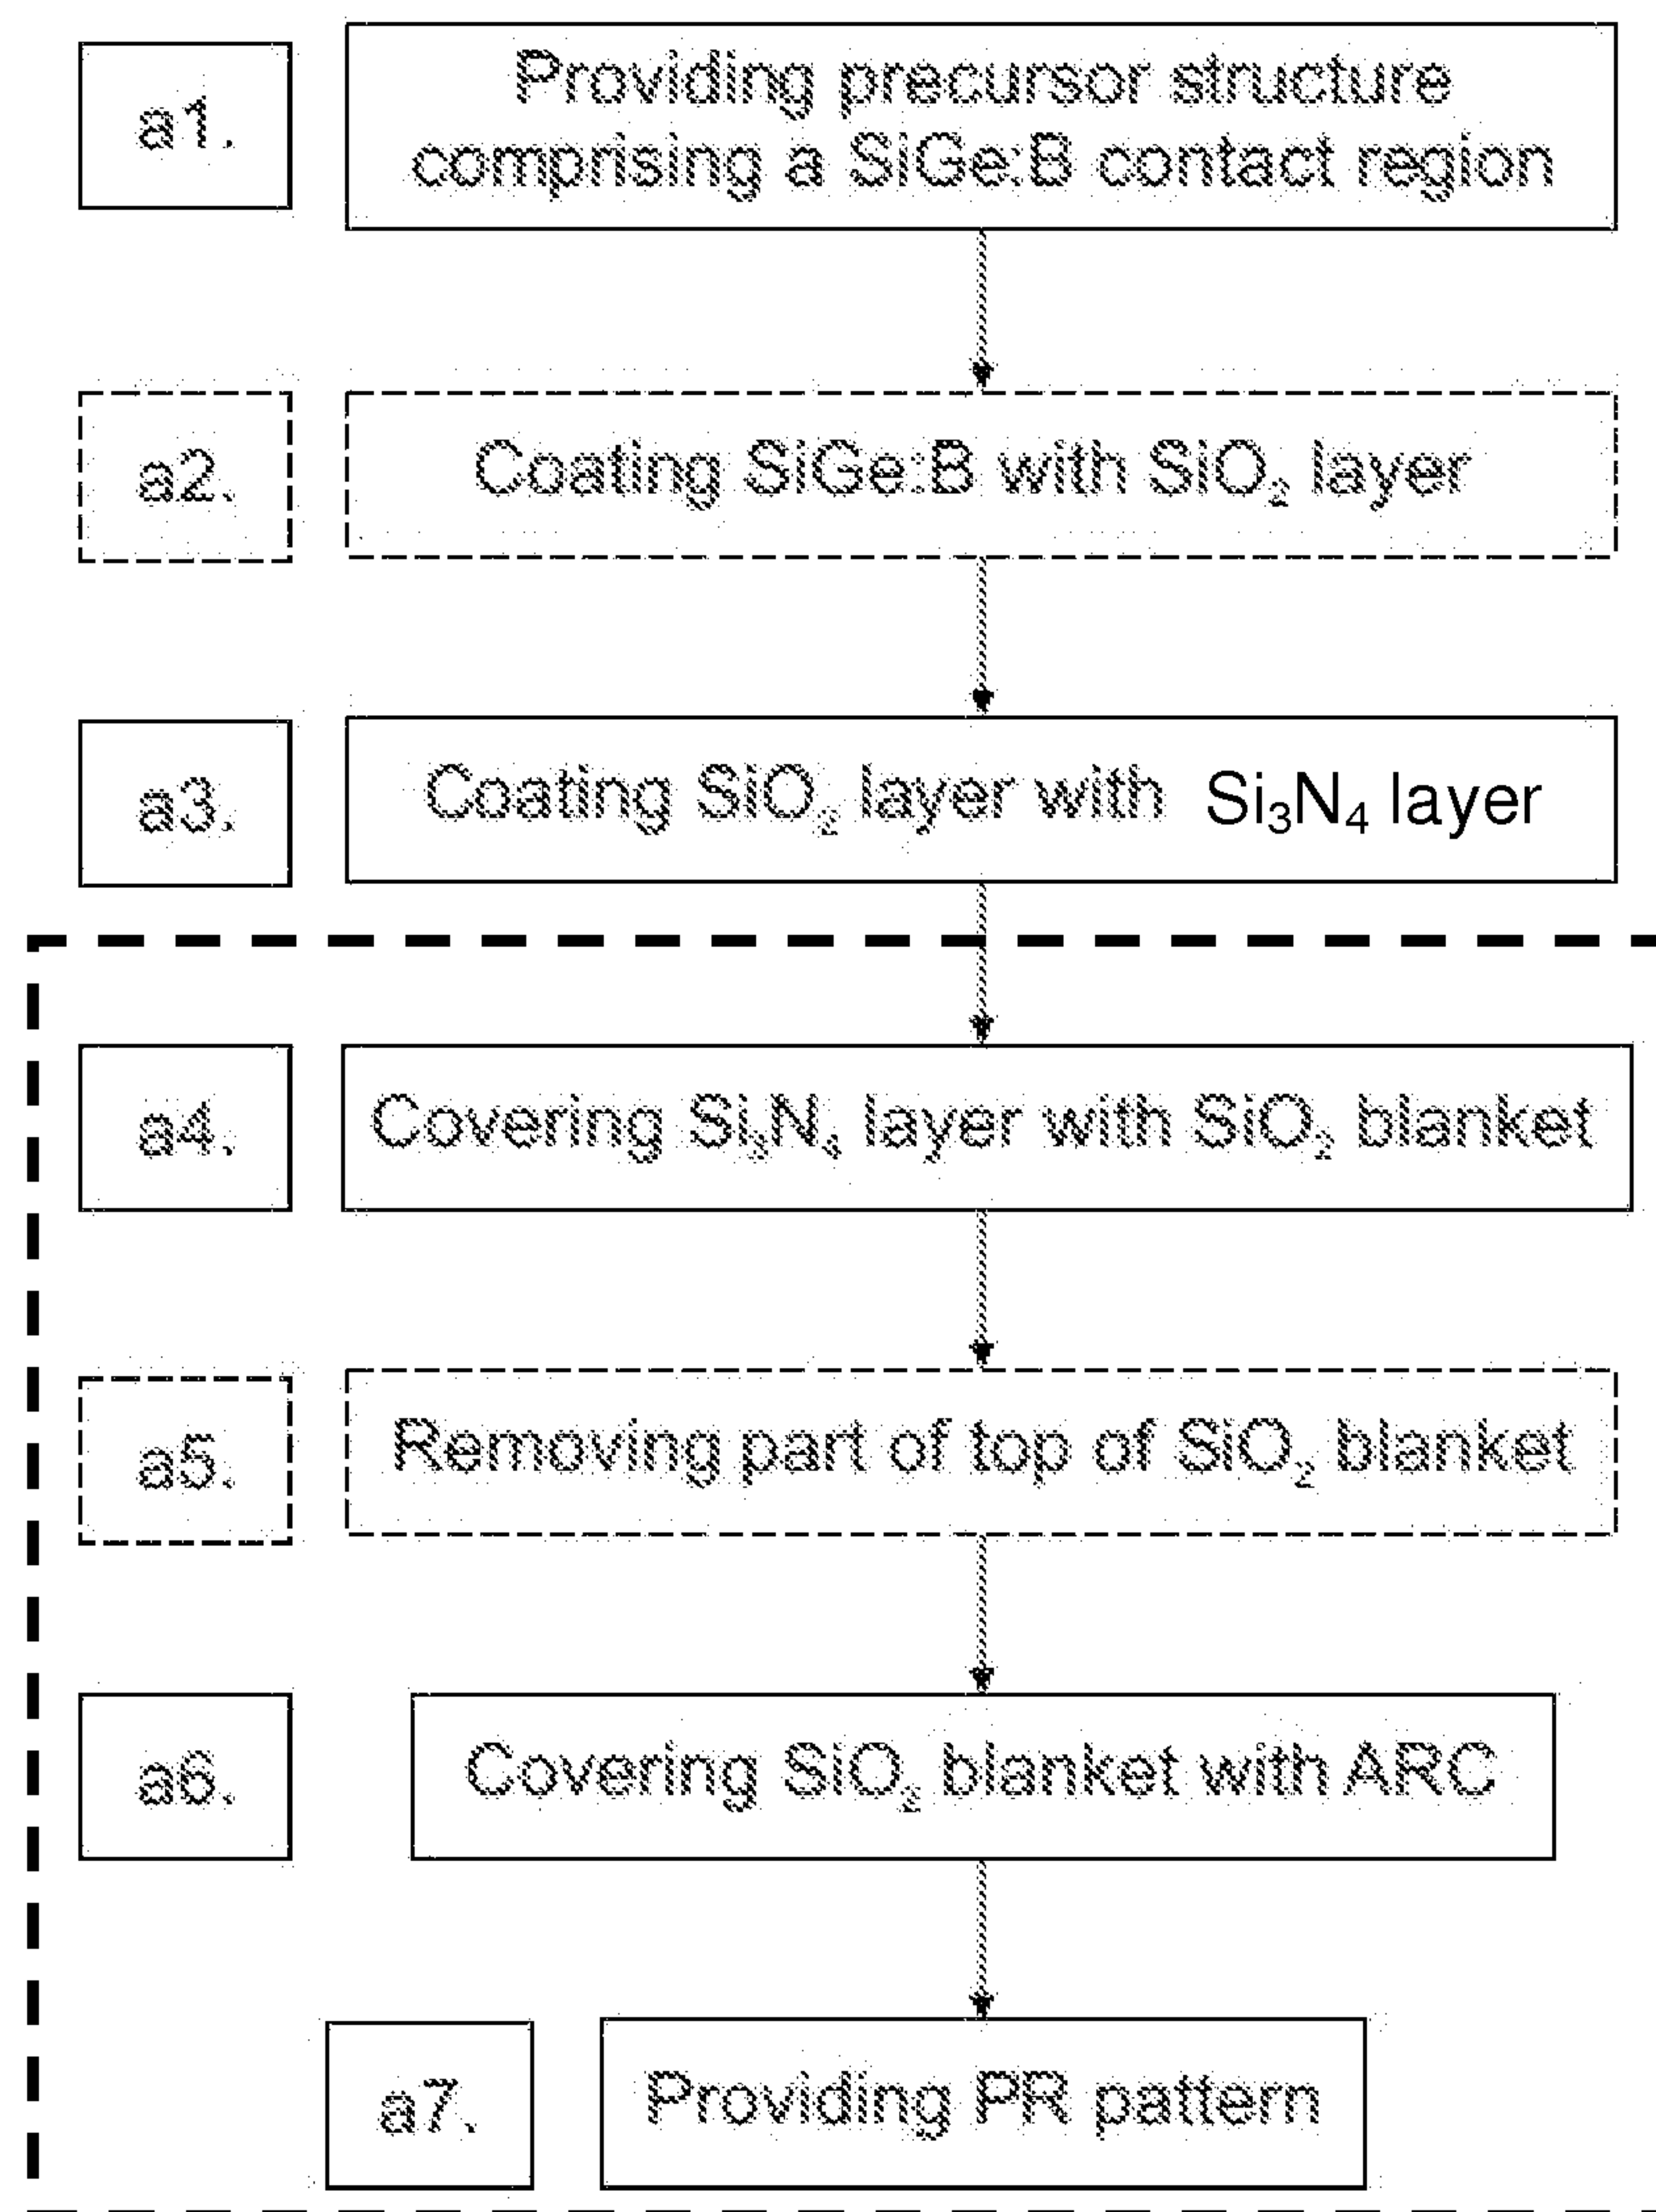 a1.
Providing precursor structure
comprising a SiGe:B contact region
a2.
Coating SiGe:B with SiO₂ layer
a3.
Coating SiO₂ layer with Si₃N₄ layer
a4.
Covering Si₃N₄ layer with SiO₂ blanket
a5.
Removing part of top of SiO₂ blanket
a6.
Covering SiO₂ blanket with ARC
a7.
Providing PR pattern